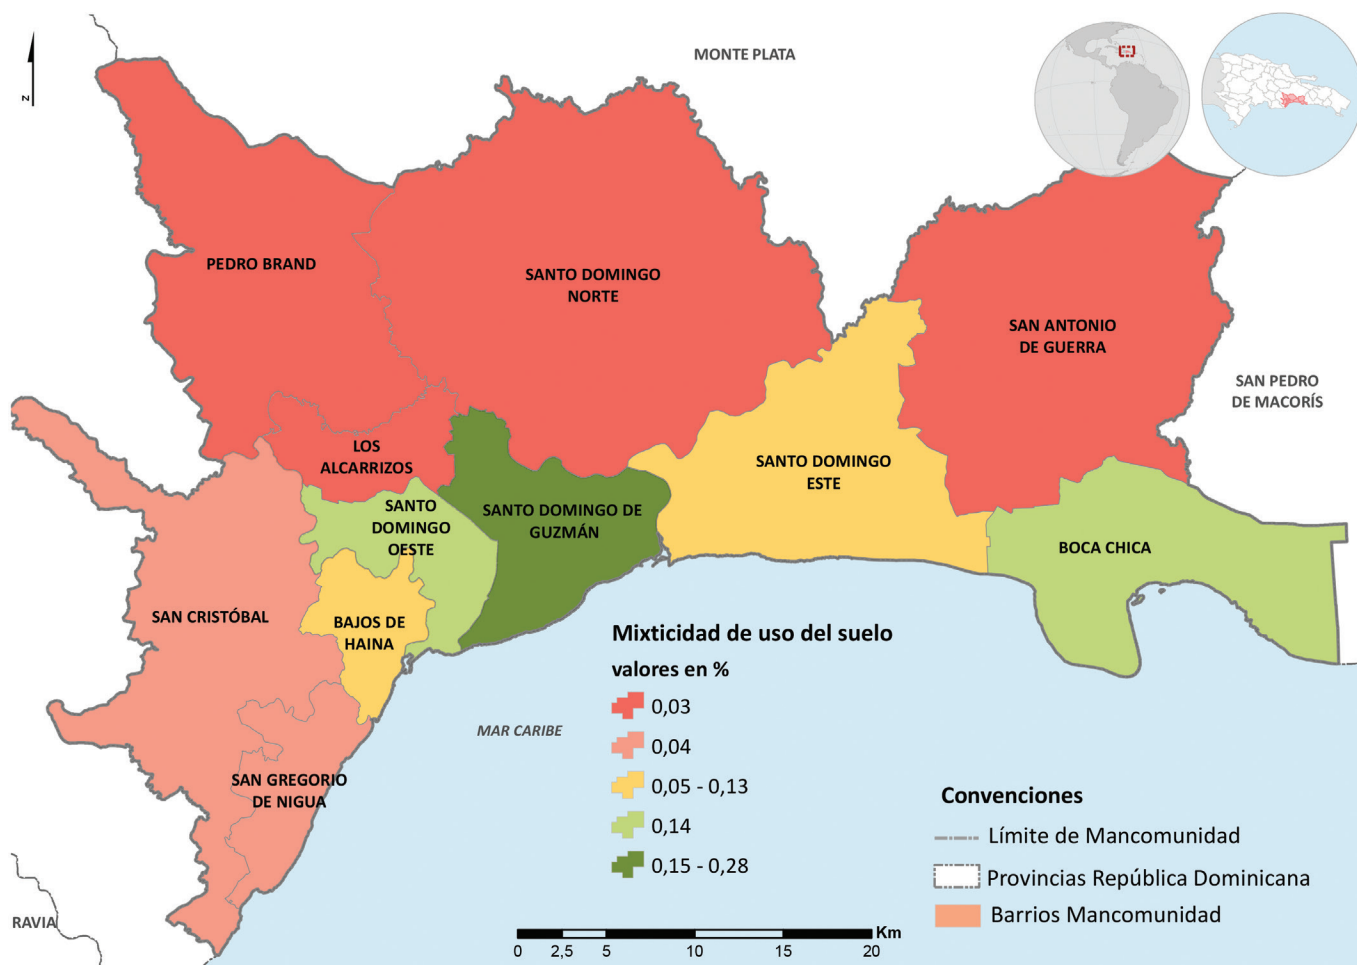 MONTE PLATA
z
PEDRO BRAND
SANTO DOMINGO
NORTE
SAN ANTONIO
DE GUERRA
SAN PEDRO
DE MACORÍS
LOS
ALCARRIZOS
SANTO DOMINGO
ESTE
SANTO
DOMINGO
OESTE
SANTO DOMINGO DE
GUZMÁN
BOCA CHICA
SAN CRISTÓBAL
BAJOS DE
HAINA
SAN GREGORIO
DE NIGUA
MAR CARIBE
RAVIA
Mixticidad de uso del suelo
valores en %
0,03
0,04
0,05 - 0,13
0,14
0,15 - 0,28
Convenciones
Límite de Mancomunidad
Provincias República Dominicana
Barrios Mancomunidad
Km
0 2,5 5 10 15 20